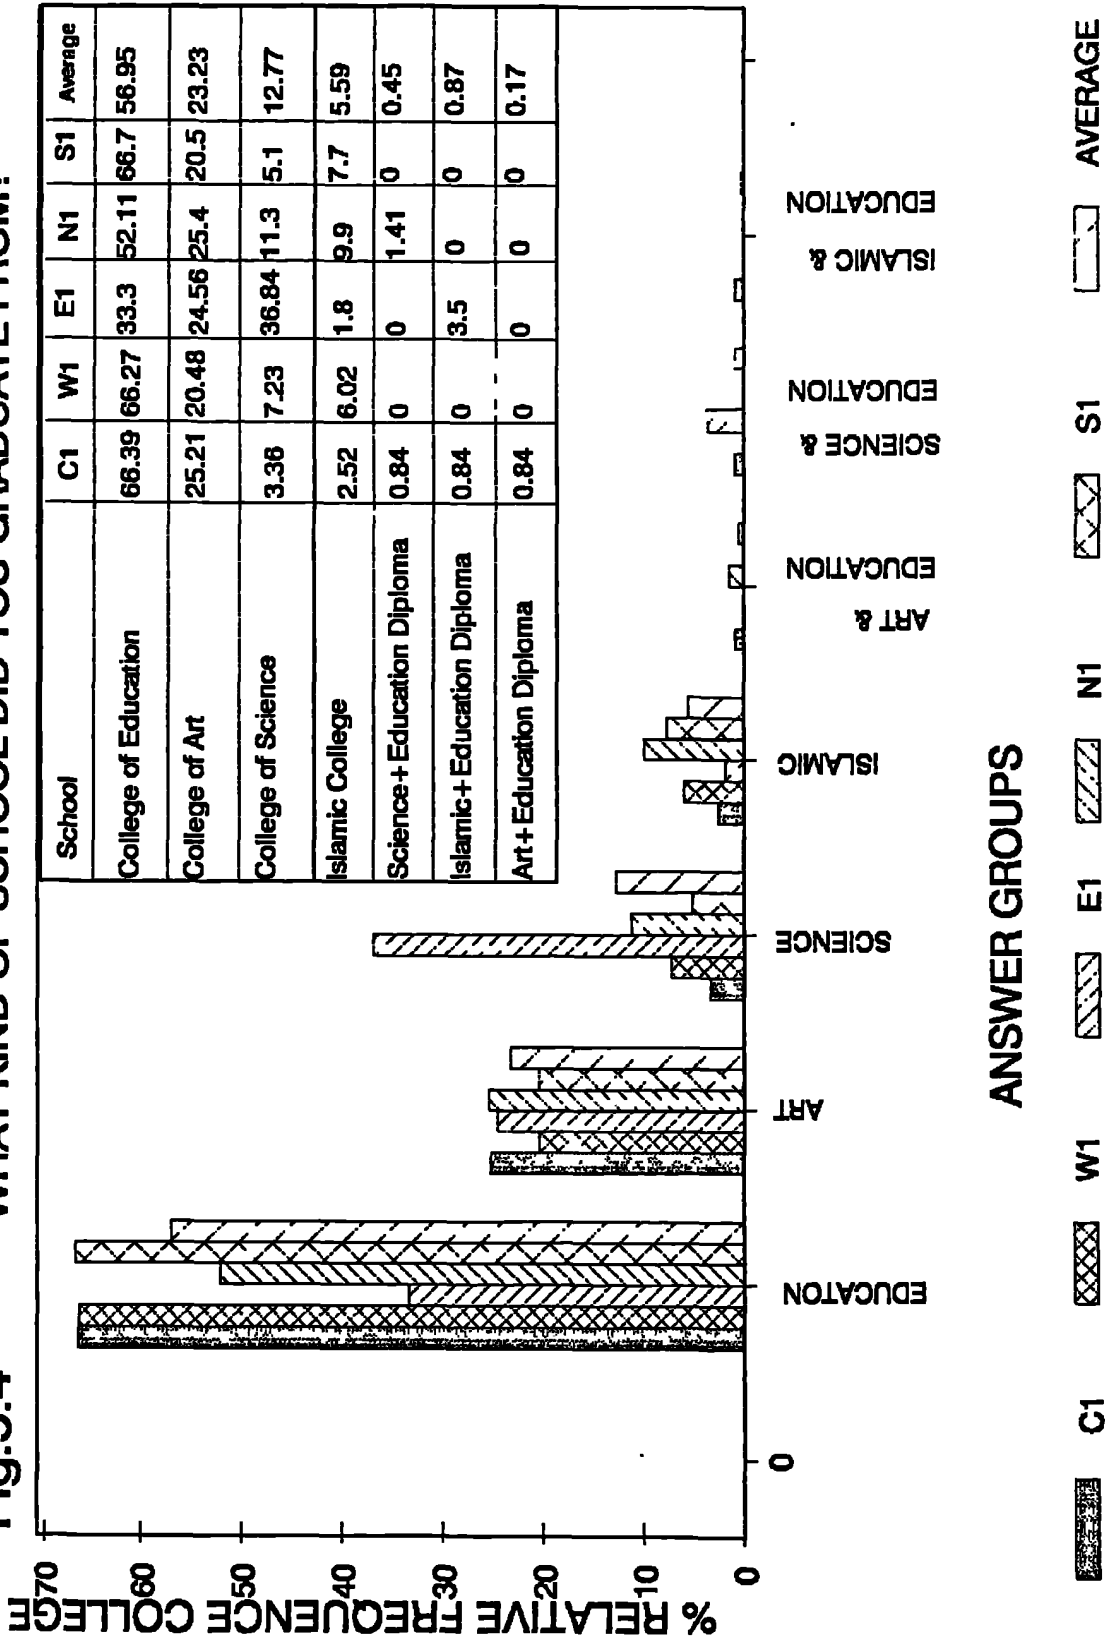 Fig.5.4 WHAT KIND OF SCHOOL DID YOU GRADUATE FROM?
% RELATIVE FREQUENCE COLLEGE
70
60
50
40
30
20
10
0
School C1 W1 E1 N1 S1 Average
College of Education 66.39 66.27 33.3 52.11 66.7 56.95
College of Art 25.21 20.48 24.56 25.4 20.5 23.23
College of Science 3.36 7.23 36.84 11.3 5.1 12.77
Islamic College 2.52 6.02 1.8 9.9 7.7 5.59
Science+Education Diploma 0.84 0 0 1.41 0 0.45
Islamic+Education Diploma 0.84 0 3.5 0 0 0.87
Art+Education Diploma 0.84 0 0 0 0 0.17
0
EDUCATON
ART
SCIENCE
ISLAMIC
ART &
EDUCATION
SCIENCE &
EDUCATION
ISLAMIC &
EDUCATION
ANSWER GROUPS
C1 W1 E1 N1 S1 AVERAGE